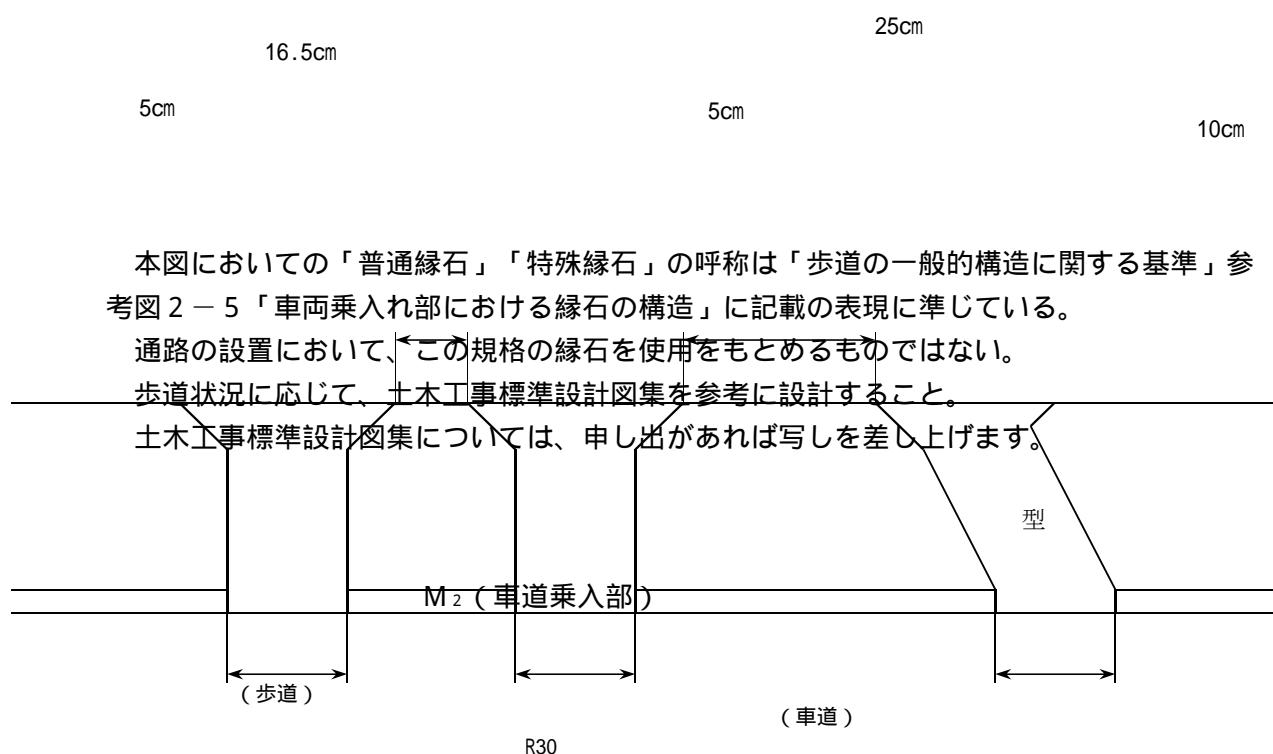 25㎝
16.5㎝
5㎝
5㎝
10㎝
本図においての「普通縁石」「特殊縁石」の呼称は「歩道の一般的構造に関する基準」参
考図２－５「車両乗入れ部における縁石の構造」に記載の表現に準じている。
通路の設置において、この規格の縁石を使用をもとめるものではない。
歩道状況に応じて、土木工事標準設計図集を参考に設計すること。
土木工事標準設計図集については、申し出があれば写しを差し上げます。
型
Ｍ₂（車道乗入部）
（歩道）
（車道）
R30